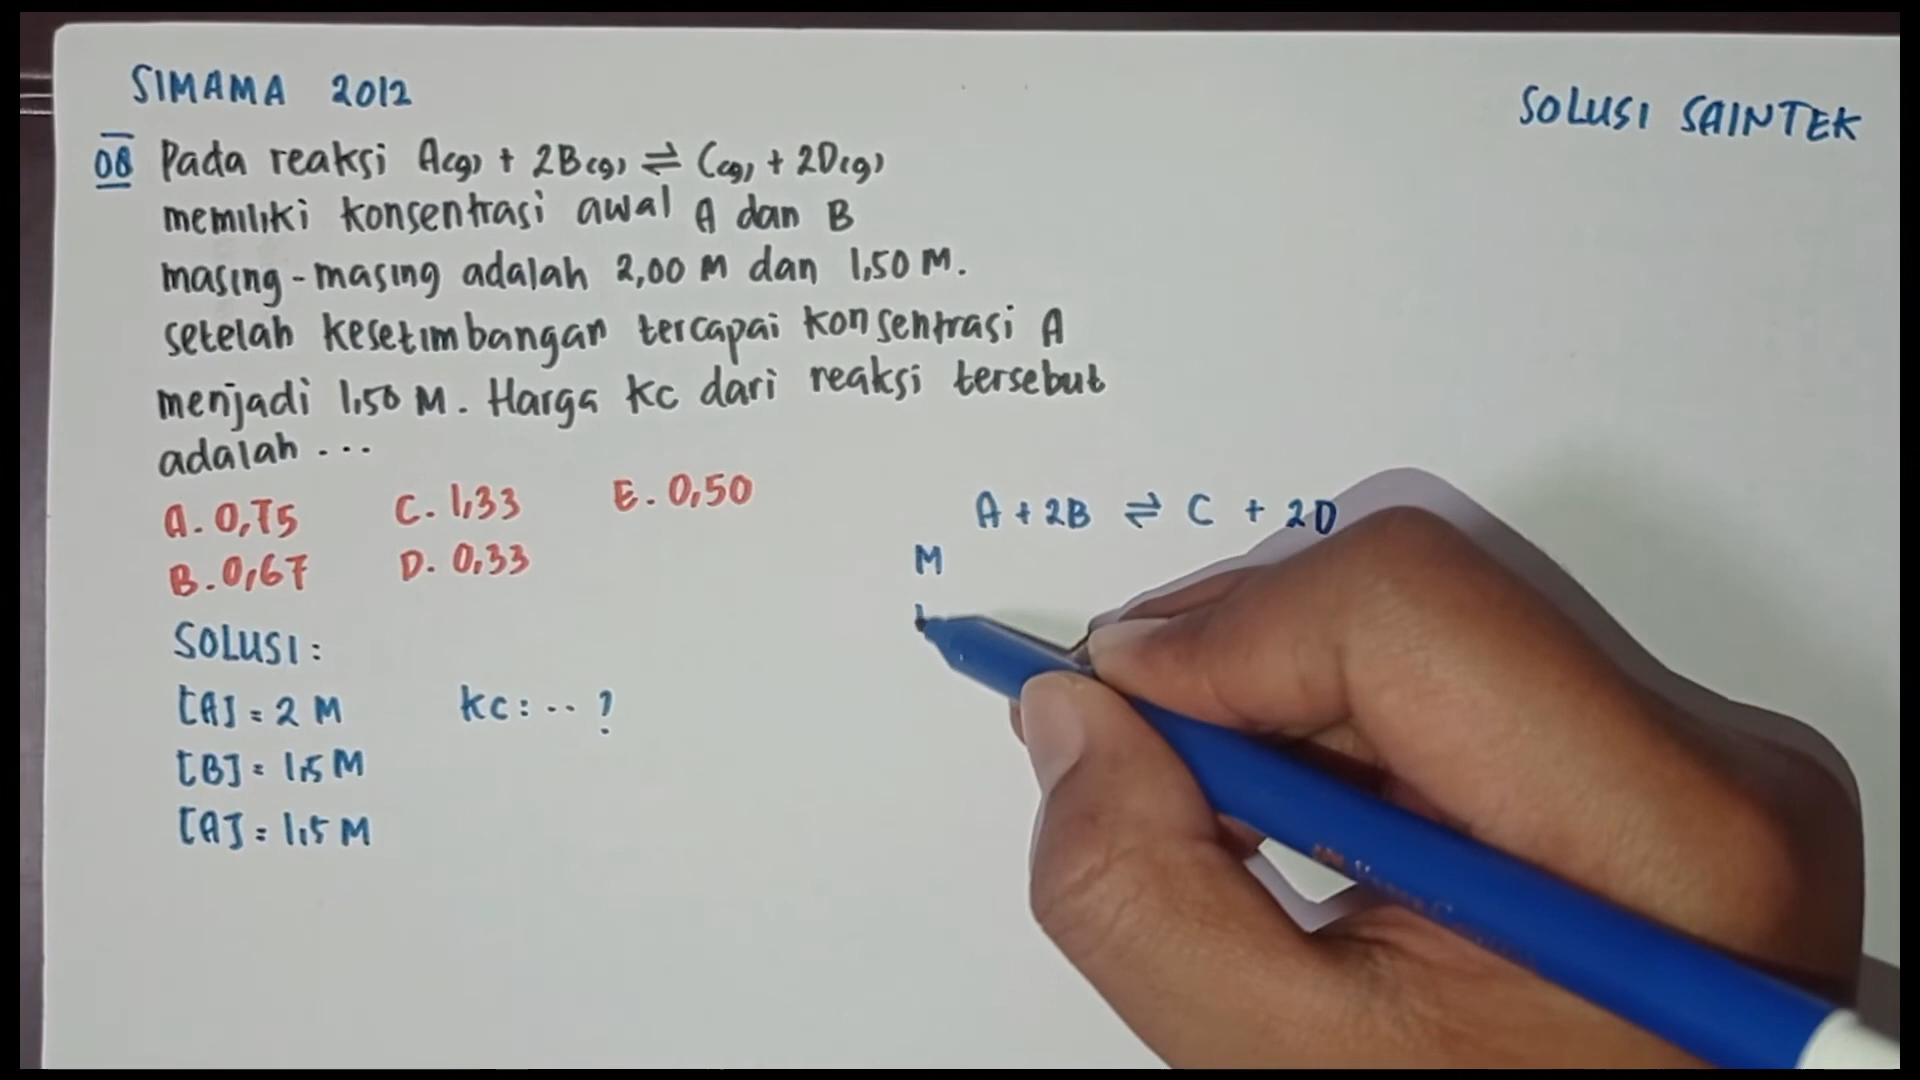 SIMAMA 2012
SOLUSI SAINTEK
08 Pada reaksi A(g) + 2B(g) ⇌ C(g) + 2D(g)
memiliki konsentrasi awal A dan B
masing-masing adalah 2,00 M dan 1,50 M.
setelah kesetimbangan tercapai konsentrasi A
menjadi 1,50 M. Harga Kc dari reaksi tersebut
adalah ...
A. 0,75 C. 1,33 E. 0,50
B. 0,67 D. 0,33
SOLUSI :
[A] = 2 M kc : .. ?
[B] = 1,5 M
[A] = 1,5 M
A + 2B ⇌ C + 2D
M